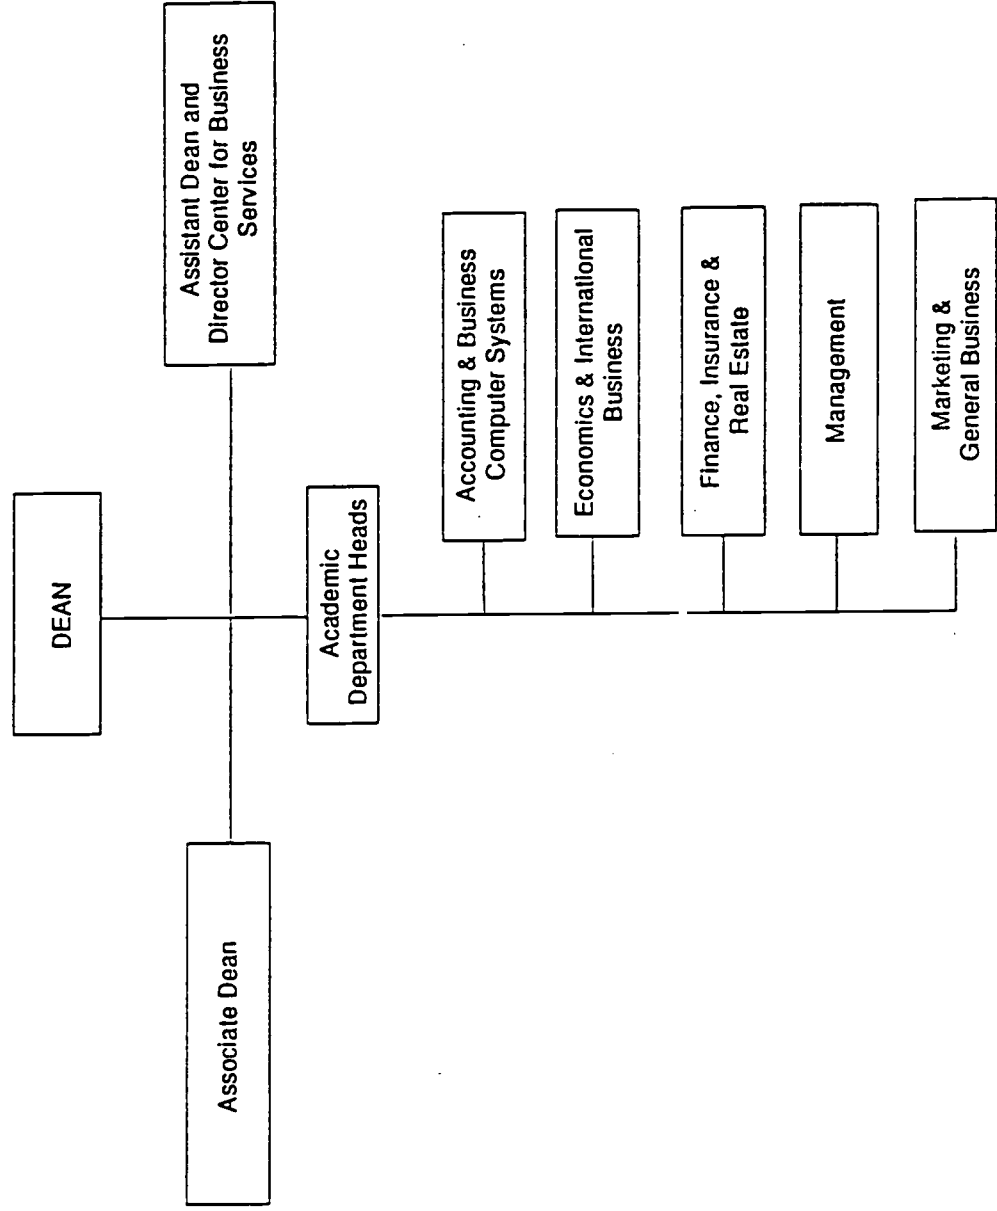 DEAN
Associate Dean
Assistant Dean and
Director Center for Business
Services
Academic
Department Heads
Accounting & Business
Computer Systems
Economics & International
Business
Finance, Insurance &
Real Estate
Management
Marketing &
General Business